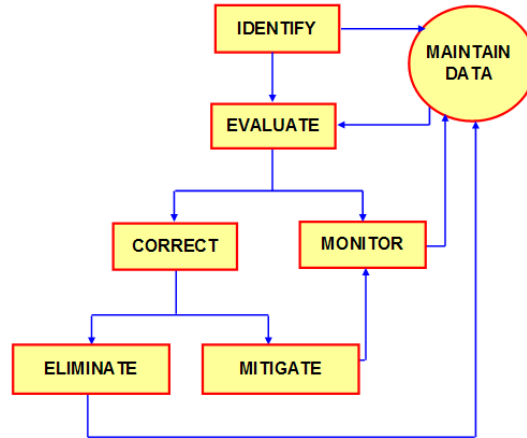 IDENTIFY
MAINTAIN
DATA
EVALUATE
CORRECT
MONITOR
ELIMINATE
MITIGATE